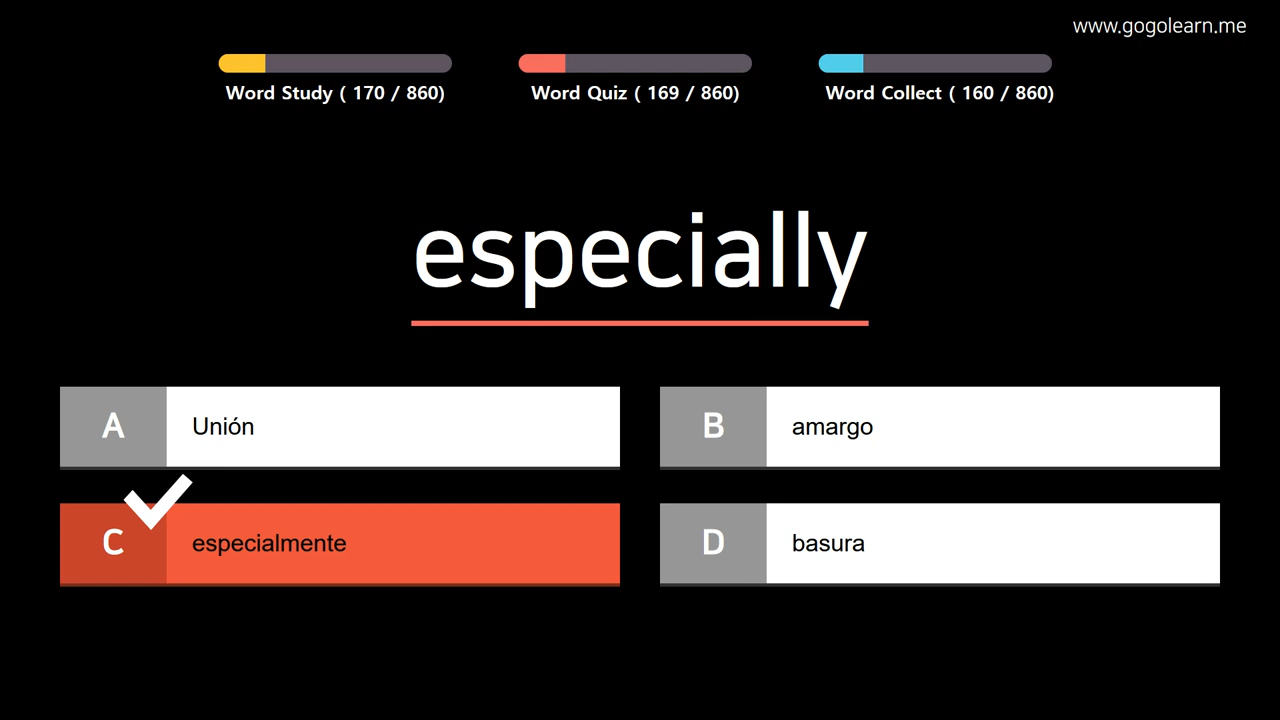 www.gogolearn.me
Word Study ( 170 / 860)
Word Quiz ( 169 / 860)
Word Collect ( 160 / 860)
especially
A Unión
B amargo
C especialmente
D basura